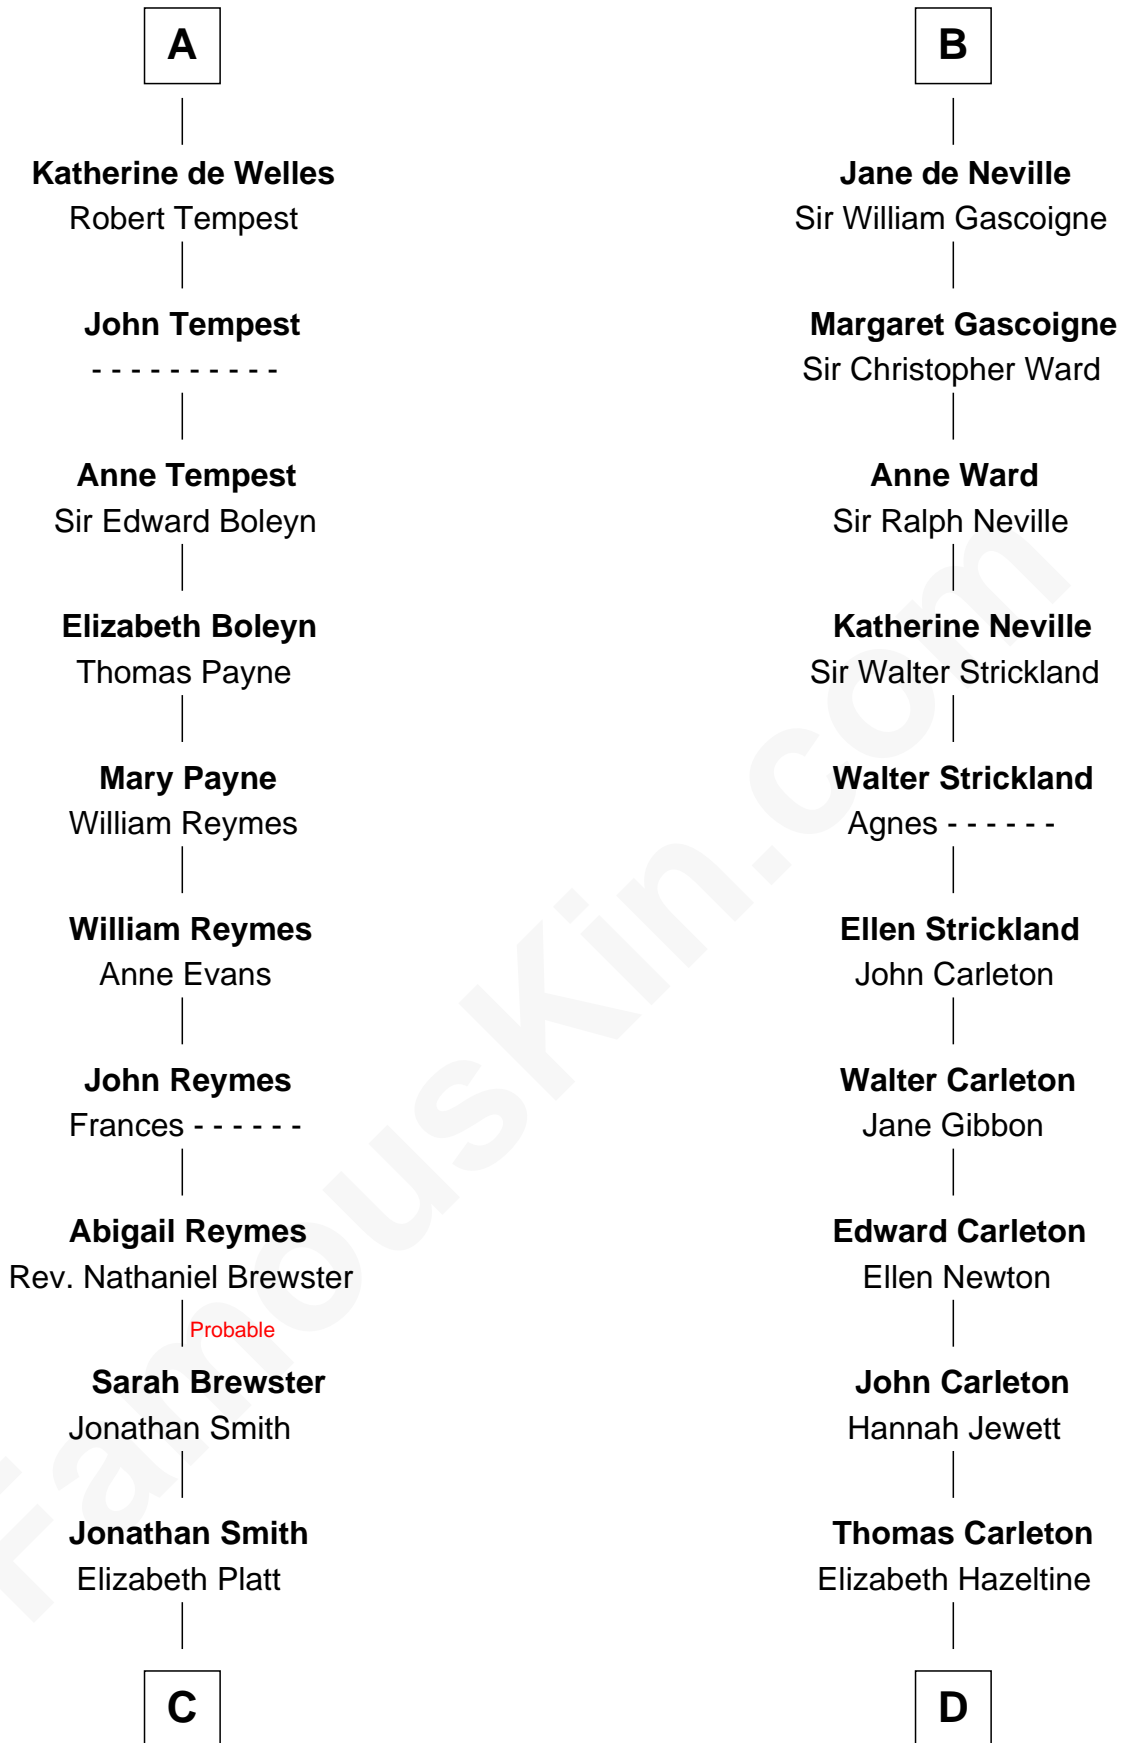 A
Katherine de Welles
Robert Tempest
John Tempest
- - - - - - - - - -
Anne Tempest
Sir Edward Boleyn
Elizabeth Boleyn
Thomas Payne
Mary Payne
William Reymes
William Reymes
Anne Evans
John Reymes
Frances - - - - - -
Abigail Reymes
Rev. Nathaniel Brewster
Probable
Sarah Brewster
Jonathan Smith
Jonathan Smith
Elizabeth Platt
C
B
Jane de Neville
Sir William Gascoigne
Margaret Gascoigne
Sir Christopher Ward
Anne Ward
Sir Ralph Neville
Katherine Neville
Sir Walter Strickland
Walter Strickland
Agnes - - - - - -
Ellen Strickland
John Carleton
Walter Carleton
Jane Gibbon
Edward Carleton
Ellen Newton
John Carleton
Hannah Jewett
Thomas Carleton
Elizabeth Hazeltine
D
FamousKin.com